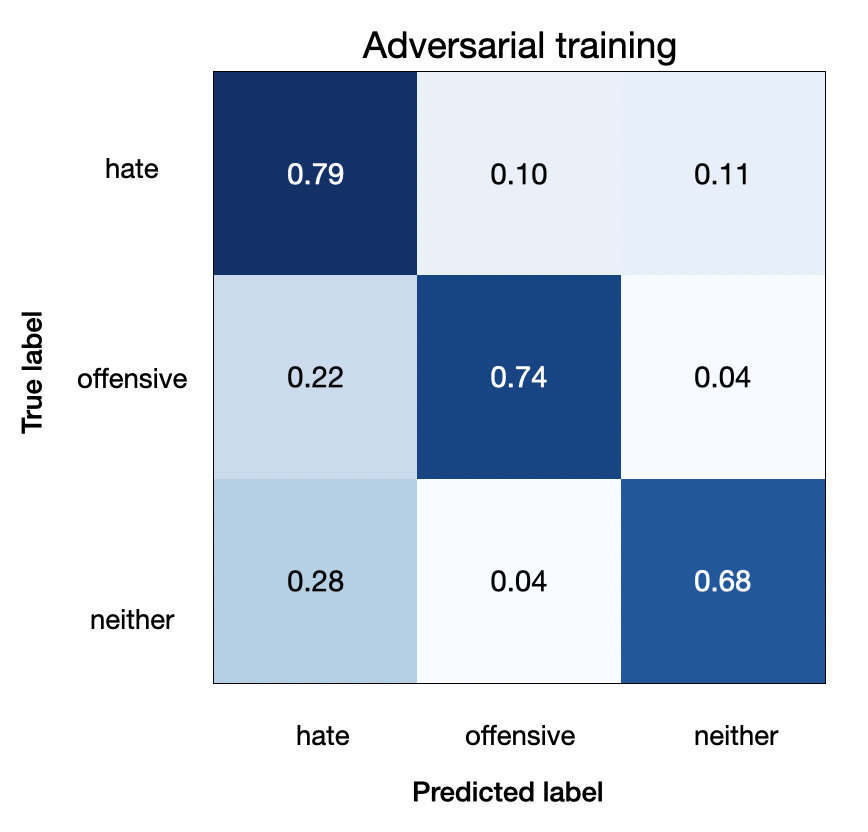 Adversarial training
hate 0.79 0.10 0.11
True label
offensive 0.22 0.74 0.04
neither 0.28 0.04 0.68
hate offensive neither
Predicted label